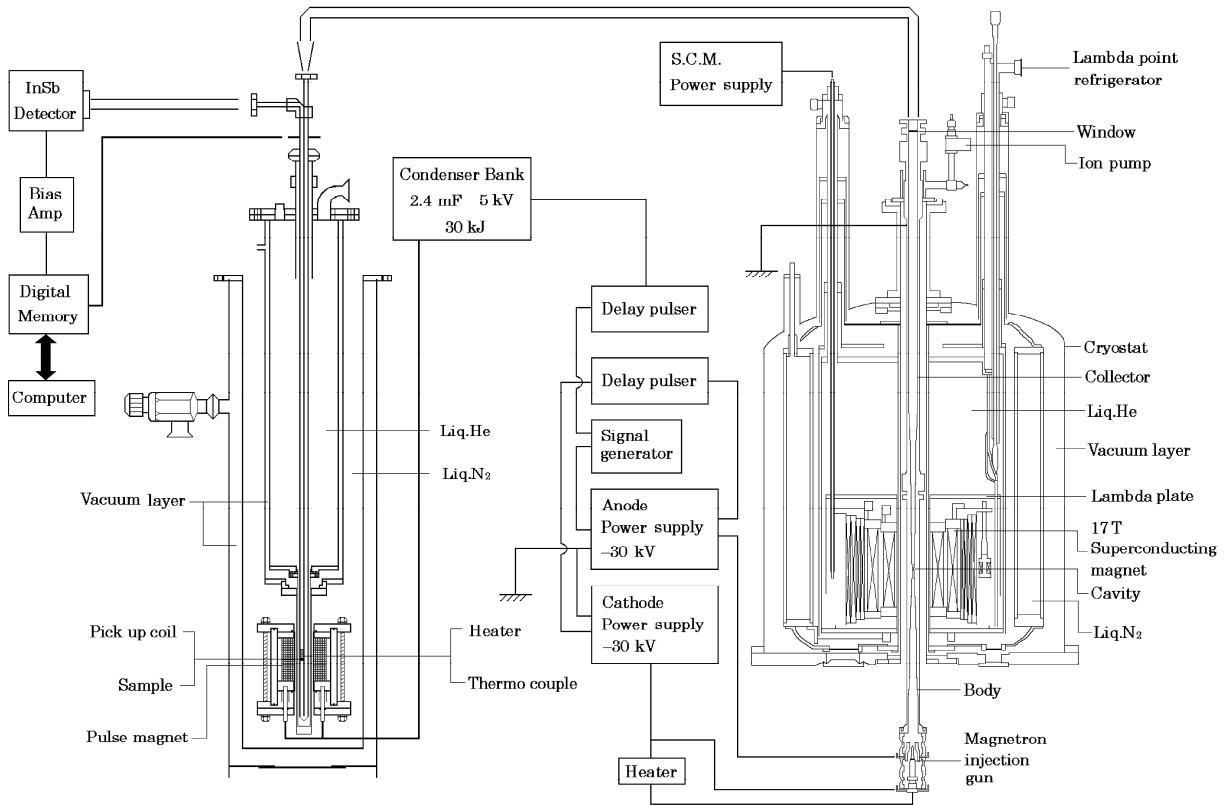 InSb
Detector
Bias
Amp
Digital
Memory
Computer
Vacuum layer
Pick up coil
Sample
Pulse magnet
Liq.He
Liq.N₂
Heater
Thermo couple
Condenser Bank
2.4 mF 5 kV
30 kJ
Delay pulser
Delay pulser
Signal
generator
Anode
Power supply
–30 kV
Cathode
Power supply
–30 kV
Heater
S.C.M.
Power supply
Lambda point
refrigerator
Window
Ion pump
Cryostat
Collector
Liq.He
Vacuum layer
Lambda plate
17 T
Superconducting
magnet
Cavity
Liq.N₂
Body
Magnetron
injection
gun